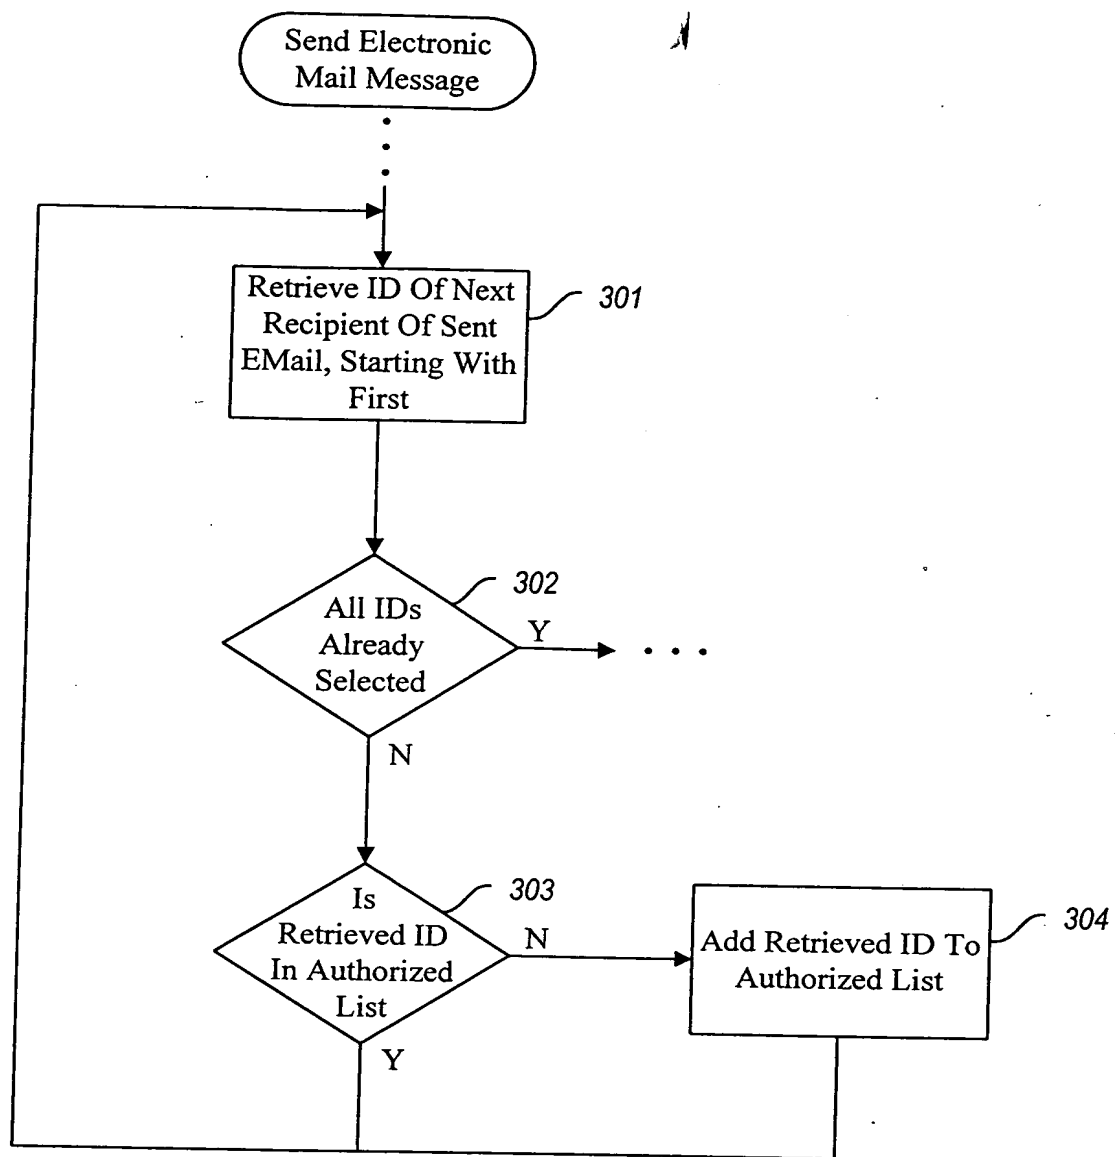 Send Electronic
Mail Message
Retrieve ID Of Next
Recipient Of Sent
EMail, Starting With
First
301
All IDs
Already
Selected
302
Y
N
Is
Retrieved ID
In Authorized
List
303
N
Y
Add Retrieved ID To
Authorized List
304